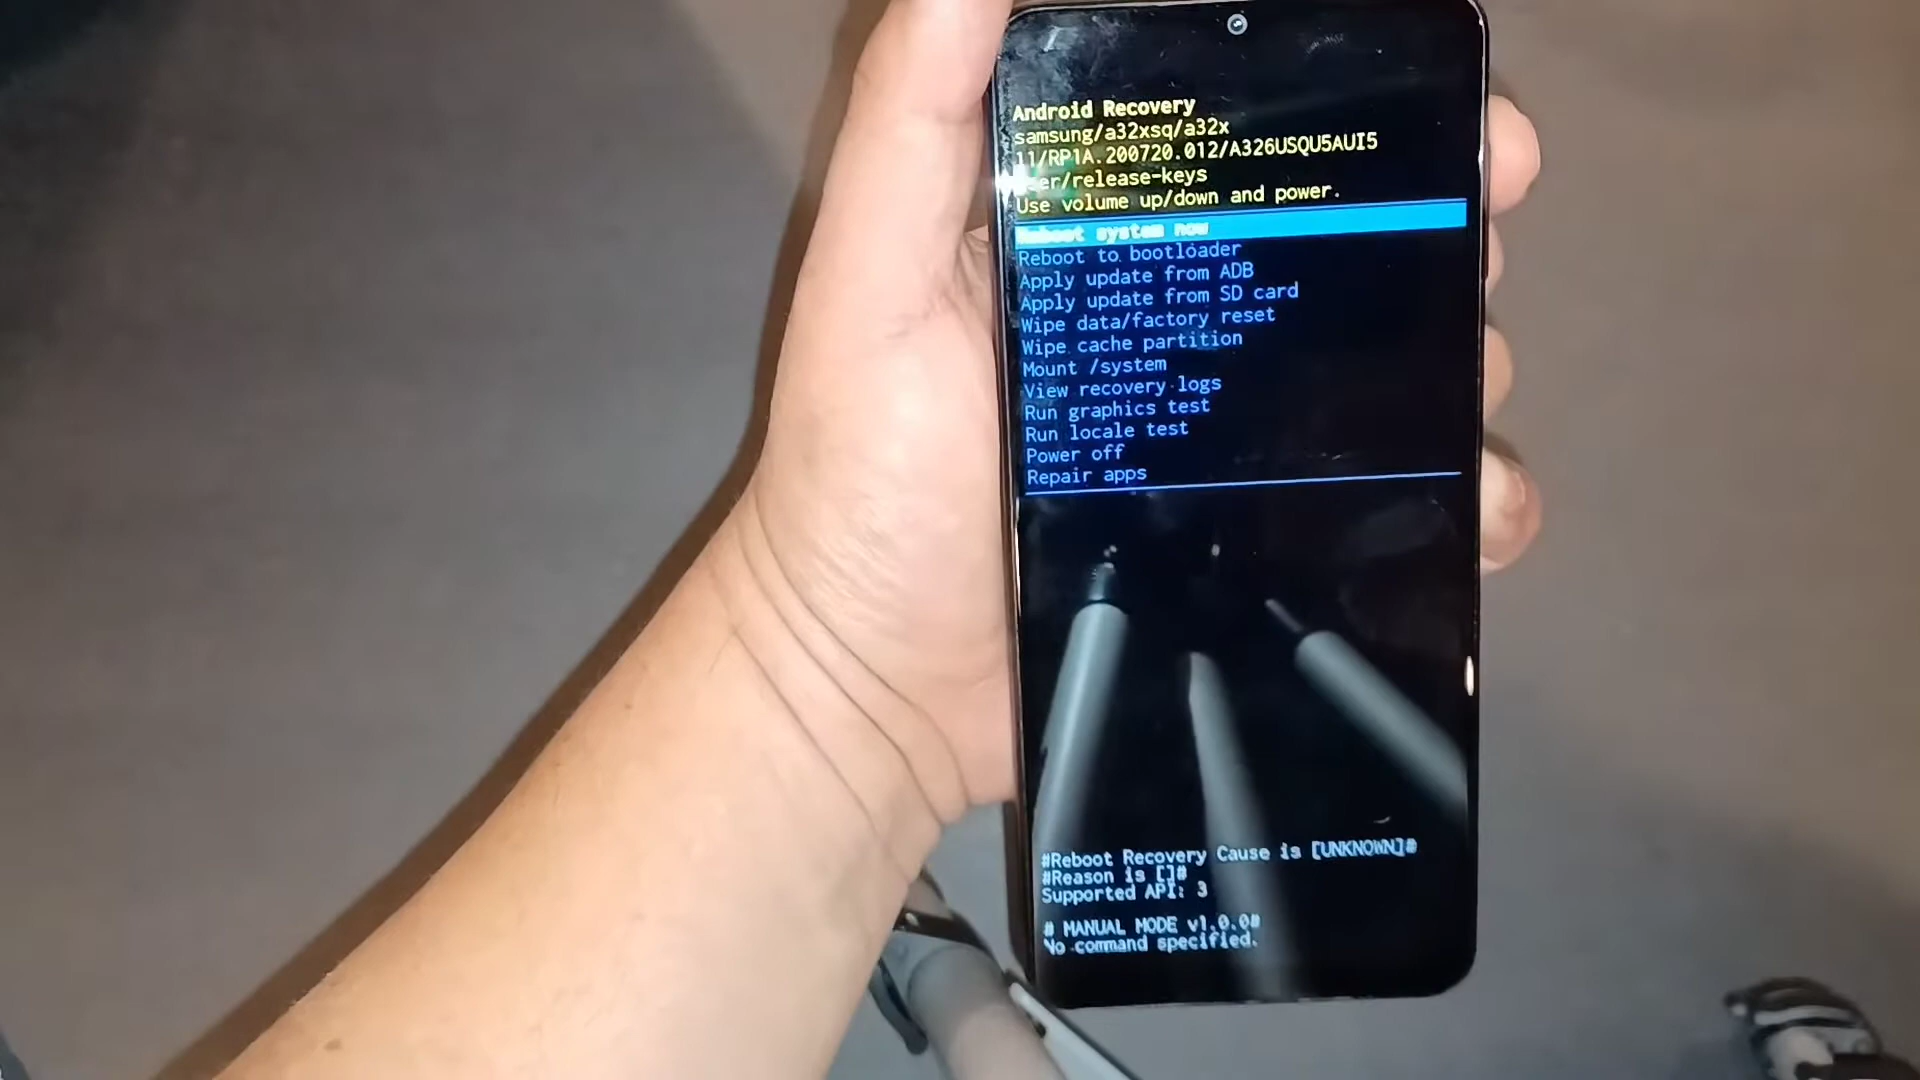 Android Recovery
samsung/a32xsq/a32x
11/RP1A.200720.012/A326USQU5AUI5
user/release-keys
Use volume up/down and power.
Reboot system now
Reboot to bootloader
Apply update from ADB
Apply update from SD card
Wipe data/factory reset
Wipe cache partition
Mount /system
View recovery logs
Run graphics test
Run locale test
Power off
Repair apps
#Reboot Recovery Cause is [UNKNOWN]#
#Reason is []#
Supported API: 3
# MANUAL MODE v1.0.0#
No command specified.